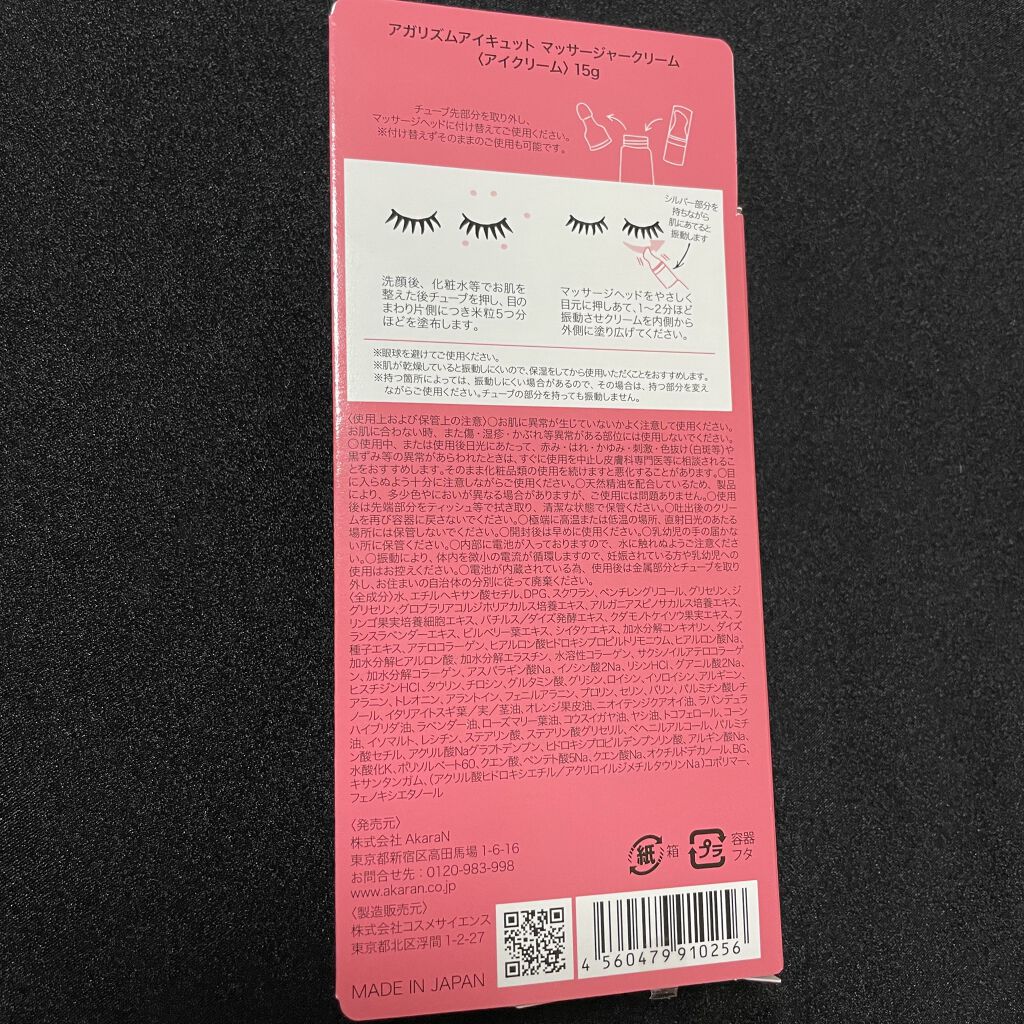 アガリズムアイキュット マッサージャークリーム
〈アイクリーム〉15g
チューブ先部分を取り外し、
マッサージヘッドに付け替えてご使用ください。
※付け替えずそのままのご使用も可能です。
シルバー部分を
持ちながら
肌にあてると
振動します
洗顔後、化粧水等でお肌を
整えた後チューブを押し、目の
まわり片側につき米粒5つ分
ほどを塗布します。
マッサージヘッドをやさしく
目元に押しあて、1~2分ほど
振動させクリームを内側から
外側に塗り広げてください。
※眼球を避けてご使用ください。
※肌が乾燥していると振動しにくいので、保湿をしてから使用いただくことをおすすめします。
※持つ箇所によっては、振動しにくい場合があるので、その場合は、持つ部分を変え
ながらご使用ください。チューブの部分を持っても振動しません。
〈使用上および保管上の注意〉○お肌に異常が生じていないかよく注意して使用ください。
お肌に合わない時、また傷・湿疹・かぶれ等異常がある部位には使用しないでください。
○使用中、または使用後日光にあたって、赤み・はれ・かゆみ・刺激・色抜け(白斑等)や
黒ずみ等の異常があらわれたときは、すぐに使用を中止し皮膚科専門医等に相談されるこ
とをおすすめします。そのまま化粧品類の使用を続けますと悪化することがあります。○目
に入らぬよう十分に注意しながらご使用ください。○天然精油を配合しているため、製品
により、多少色やにおいが異なる場合がありますが、ご使用には問題ありません。○使用
後は先端部分をティッシュ等で拭き取り、清潔な状態で保管ください。○吐出後のクリー
ムを再び容器に戻さないでください。○極端に高温または低温の場所、直射日光のあたる
場所には保管しないでください。○開封後は早めに使用ください。○乳幼児の手の届かな
い所に保管ください。○内部に電池が入っておりますので、水に触れぬようご注意くださ
い。○振動により、体内を微小の電流が循環しますので、妊娠されている方や乳幼児への
使用はお控えください。○電池が内蔵されている為、使用後は金属部分とチューブを取り
外し、お住まいの自治体の分別に従って廃棄ください。
〈全成分〉水、エチルヘキサン酸セチル、DPG、スクワラン、ペンチレングリコール、グリセリン、ジ
グリセリン、グロブラリアコルジホリアカルス培養エキス、アルガニアスピノサカルス培養エキス、
リンゴ果実培養細胞エキス、バチルス/ダイズ発酵エキス、クダモノトケイソウ果実エキス、フ
ランスラベンダーエキス、ビルベリー葉エキス、シイタケエキス、加水分解コンキオリン、ダイズ
種子エキス、アテロコラーゲン、ヒアルロン酸ヒドロキシプロピルトリモニウム、ヒアルロン酸Na、
加水分解ヒアルロン酸、加水分解エラスチン、水溶性コラーゲン、サクシノイルアテロコラーゲ
ン、加水分解コラーゲン、アスパラギン酸Na、イノシン酸2Na、リシンHCl、グアニル酸2Na、
ヒスチジンHCl、タウリン、チロシン、グルタミン酸、グリシン、ロイシン、イソロイシン、アルギニン、
アラニン、トレオニン、アラントイン、フェニルアラニン、プロリン、セリン、バリン、パルミチン酸レチ
ノール、イタリアイトスギ葉/実/茎油、オレンジ果皮油、ニオイテンジクアオイ油、ラバンデュラ
ハイブリダ油、ラベンダー油、ローズマリー葉油、コウスイガヤ油、ヤシ油、トコフェロール、コーン
油、イソマルト、レシチン、ステアリン酸、ステアリン酸グリセリル、ベヘニルアルコール、パルミチ
ン酸セチル、アクリル酸Naグラフトデンプン、ヒドロキシプロピルデンプンリン酸、アルギン酸Na、
水酸化K、ポリソルベート60、クエン酸、ペンテト酸5Na、クエン酸Na、オクチルドデカノール、BG、
キサンタンガム、(アクリル酸ヒドロキシエチル/アクリロイルジメチルタウリンNa)コポリマー、
フェノキシエタノール
〈発売元〉
株式会社 AkaraN
東京都新宿区高田馬場 1-6-16
お問合せ先:0120-983-998
www.akaran.co.jp
〈製造販売元〉
株式会社コスメサイエンス
東京都北区浮間 1-2-27
MADE IN JAPAN
紙 箱
プラ 容器
フタ
4 560479 910256